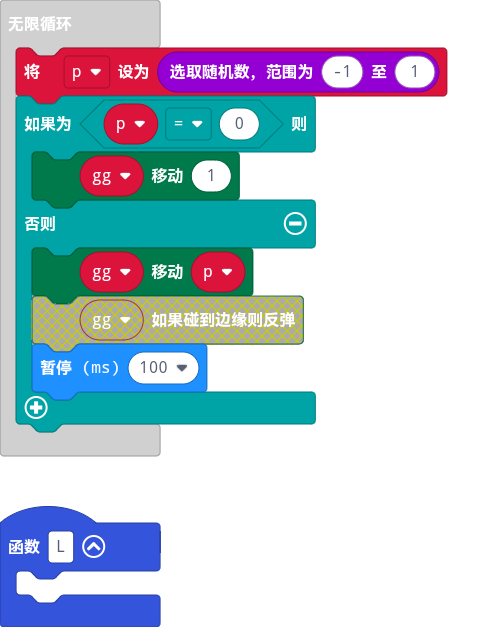 无限循环
将 p 设为 选取随机数，范围为 -1 至 1
如果为 p = 0 则
gg 移动 1
否则
gg 移动 p
gg 如果碰到边缘则反弹
暂停 (ms) 100
函数 L